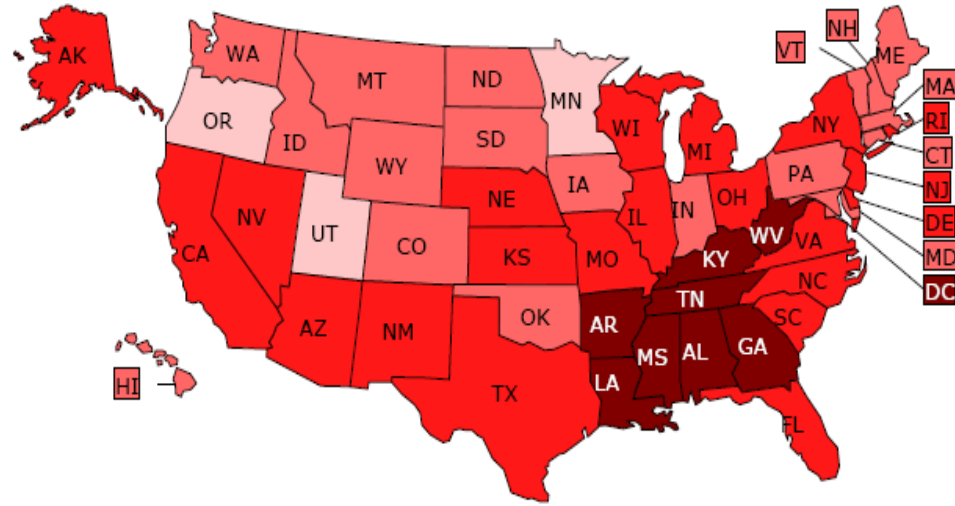 AK
WA
MT
ND
MN
VT
NH
ME
OR
ID
WY
SD
WI
MI
NY
MA
RI
CT
NV
UT
CO
NE
IA
IL
IN
OH
PA
NJ
DE
MD
DC
CA
AZ
NM
KS
MO
KY
WV
VA
OK
AR
TN
NC
SC
HI
TX
LA
MS
AL
GA
FL